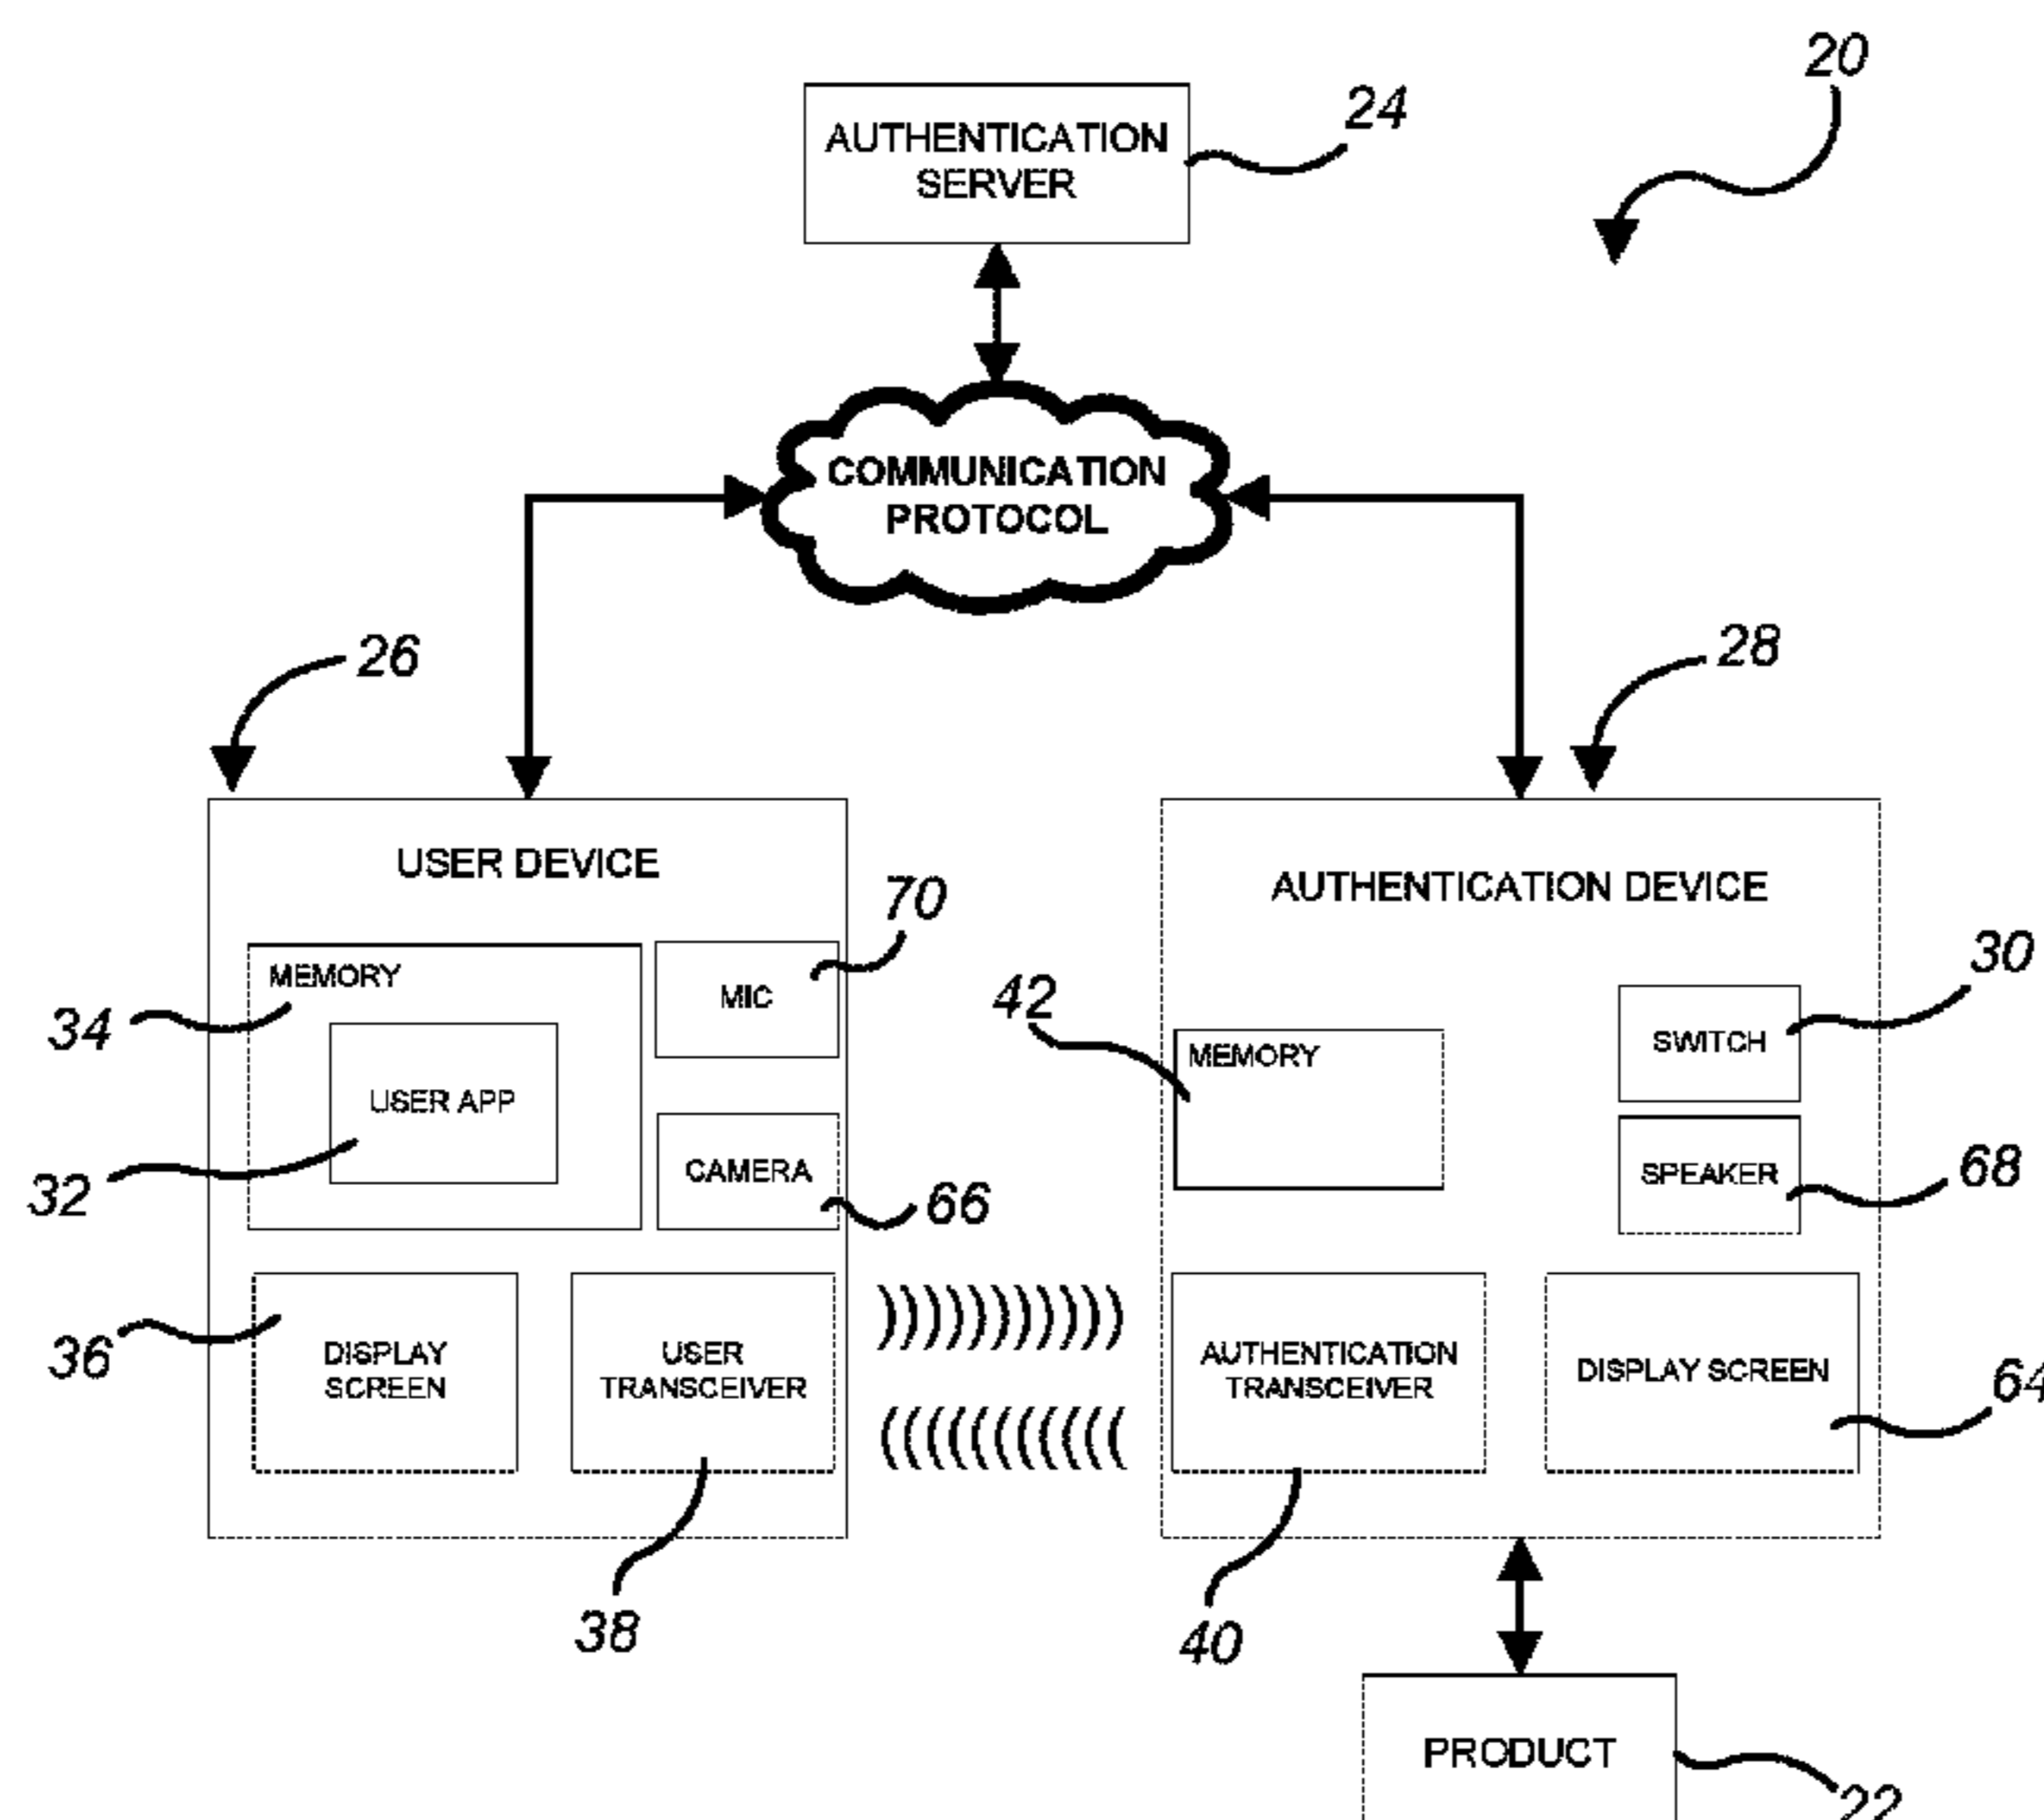 20
24
AUTHENTICATION
SERVER
COMMUNICATION
PROTOCOL
26
28
USER DEVICE
AUTHENTICATION DEVICE
70
30
MEMORY
MIC
34
42
MEMORY
SWITCH
USER APP
32
CAMERA
66
SPEAKER
68
36
DISPLAY
SCREEN
USER
TRANSCEIVER
))))))))))))
((((((((((((
AUTHENTICATION
TRANSCEIVER
DISPLAY SCREEN
64
38
40
PRODUCT
22